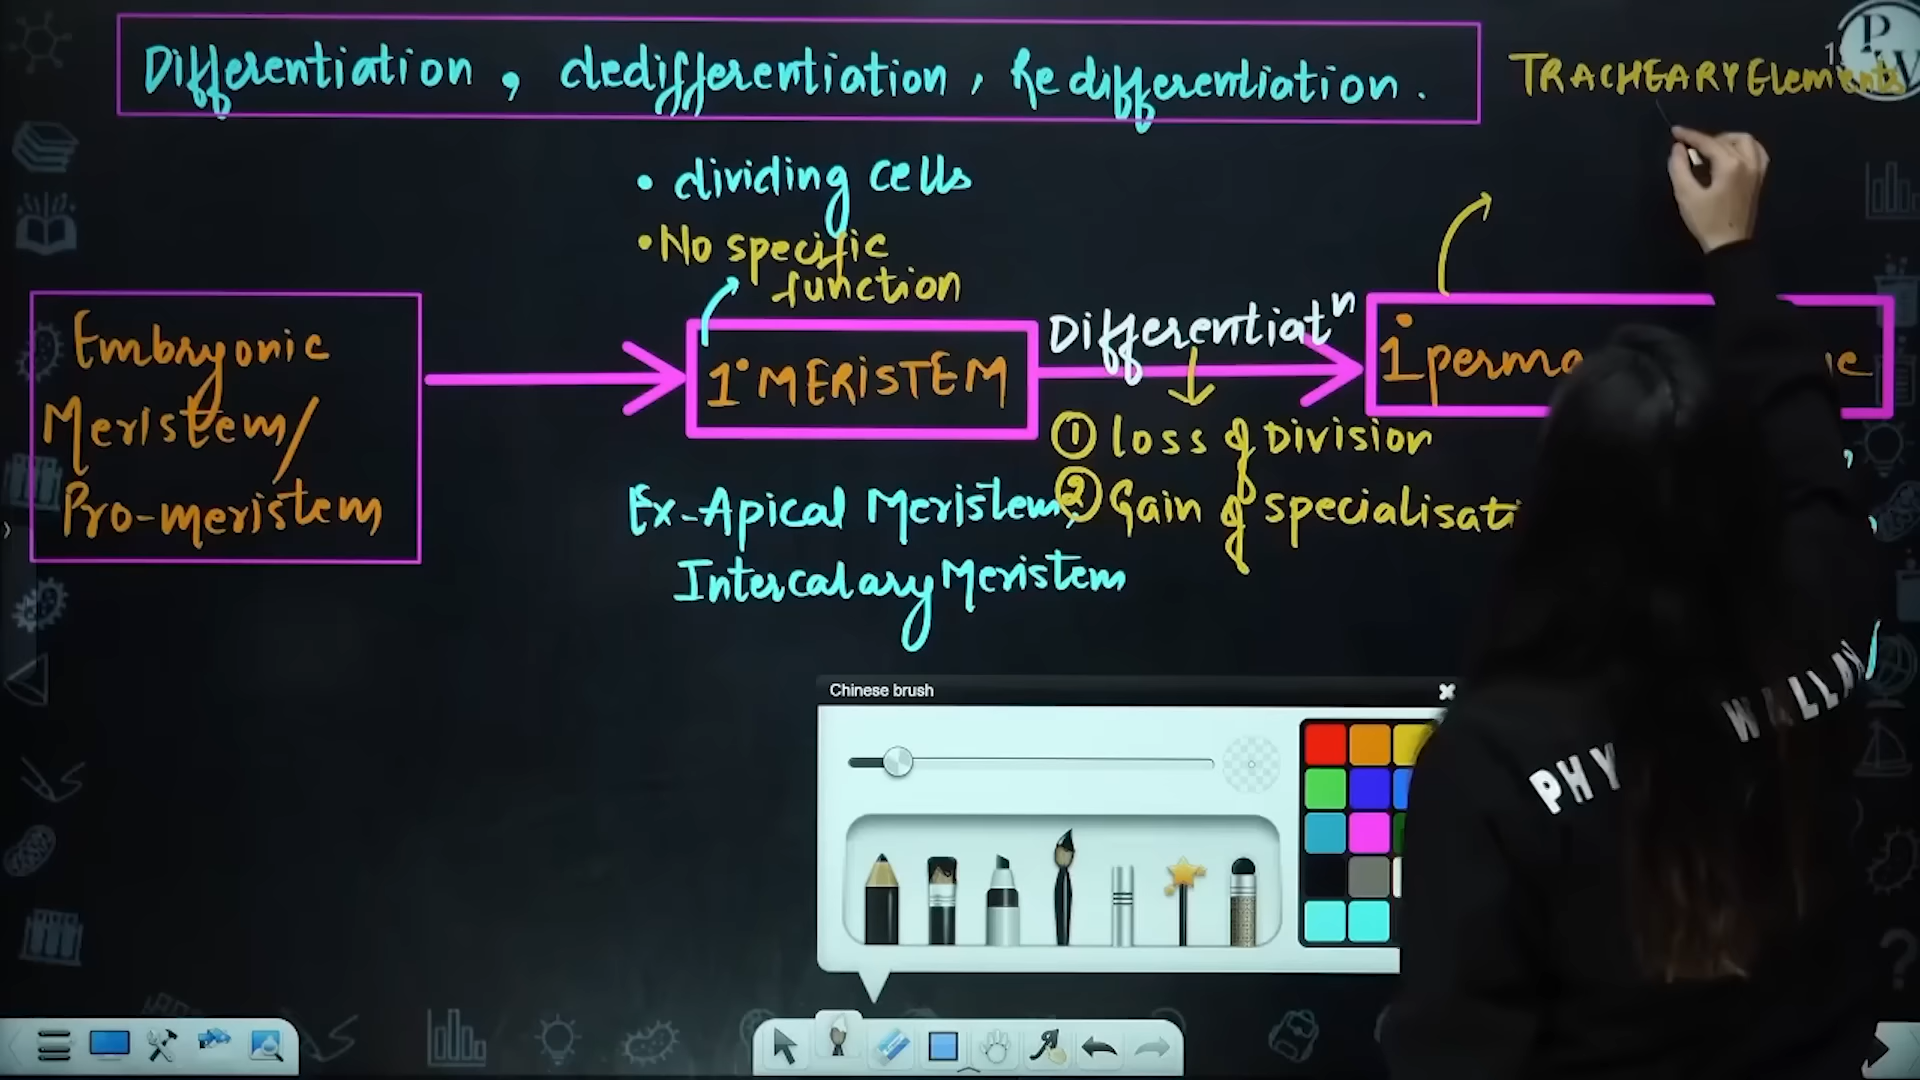 Differentiation, dedifferentiation, Redifferentiation.
TRACHEARY Elements
PW
• dividing cells
• No specific
function
Embryonic
Meristem/
Pro-meristem
1° MERISTEM
Differentiatⁿ
1° perma
① loss of Division
② Gain of specialisati
Ex-Apical Meristem,
Intercalary Meristem
Chinese brush
PHY WALLAH